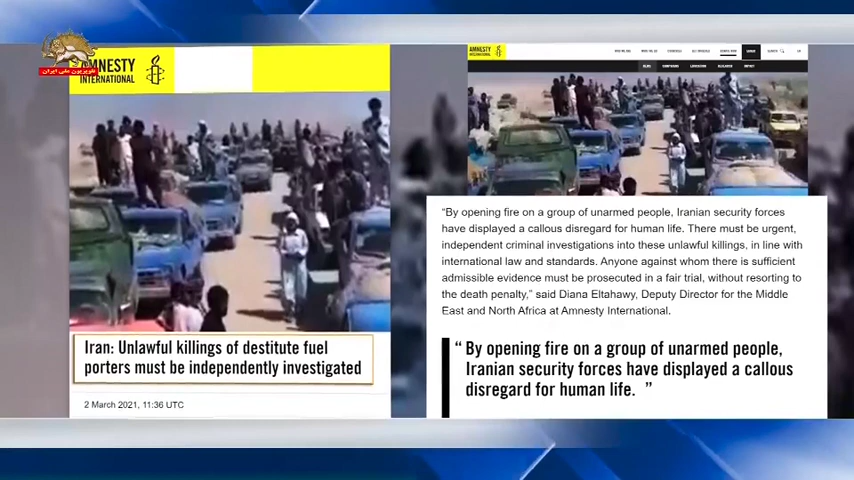 سیمای ملی ایران
AMNESTY
INTERNATIONAL
Iran: Unlawful killings of destitute fuel
porters must be independently investigated
2 March 2021, 11:36 UTC
AMNESTY
INTERNATIONAL
“By opening fire on a group of unarmed people, Iranian security forces
have displayed a callous disregard for human life. There must be urgent,
independent criminal investigations into these unlawful killings, in line with
international law and standards. Anyone against whom there is sufficient
admissible evidence must be prosecuted in a fair trial, without resorting to
the death penalty,” said Diana Eltahawy, Deputy Director for the Middle
East and North Africa at Amnesty International.
“ By opening fire on a group of unarmed people,
Iranian security forces have displayed a callous
disregard for human life. ”